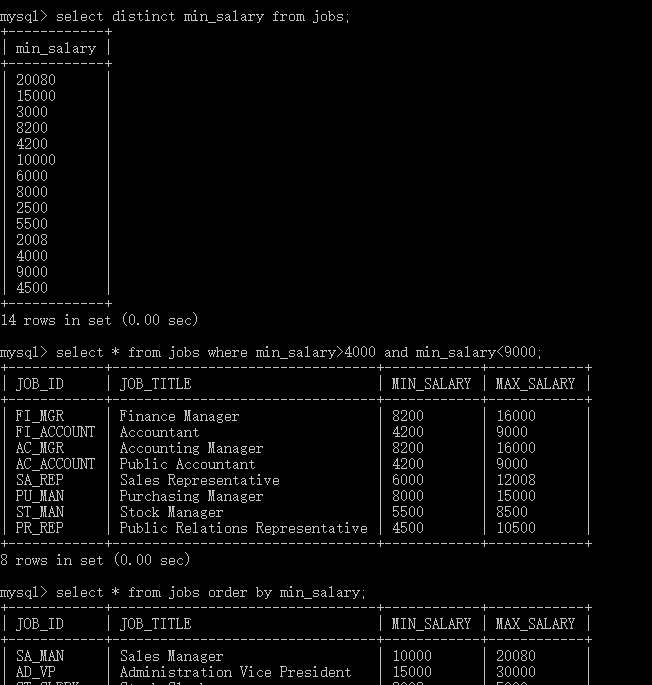 mysql> select distinct min_salary from jobs;
+------------+
| min_salary |
+------------+
| 20080 |
| 15000 |
| 3000 |
| 8200 |
| 4200 |
| 10000 |
| 6000 |
| 8000 |
| 2500 |
| 5500 |
| 2008 |
| 4000 |
| 9000 |
| 4500 |
+------------+
14 rows in set (0.00 sec)
mysql> select * from jobs where min_salary>4000 and min_salary<9000;
+------------+---------------------------------+------------+------------+
| JOB_ID | JOB_TITLE | MIN_SALARY | MAX_SALARY |
+------------+---------------------------------+------------+------------+
| FI_MGR | Finance Manager | 8200 | 16000 |
| FI_ACCOUNT | Accountant | 4200 | 9000 |
| AC_MGR | Accounting Manager | 8200 | 16000 |
| AC_ACCOUNT | Public Accountant | 4200 | 9000 |
| SA_REP | Sales Representative | 6000 | 12008 |
| PU_MAN | Purchasing Manager | 8000 | 15000 |
| ST_MAN | Stock Manager | 5500 | 8500 |
| PR_REP | Public Relations Representative | 4500 | 10500 |
+------------+---------------------------------+------------+------------+
8 rows in set (0.00 sec)
mysql> select * from jobs order by min_salary;
+------------+---------------------------------+------------+------------+
| JOB_ID | JOB_TITLE | MIN_SALARY | MAX_SALARY |
+------------+---------------------------------+------------+------------+
| SA_MAN | Sales Manager | 10000 | 20080 |
| AD_VP | Administration Vice President | 15000 | 30000 |